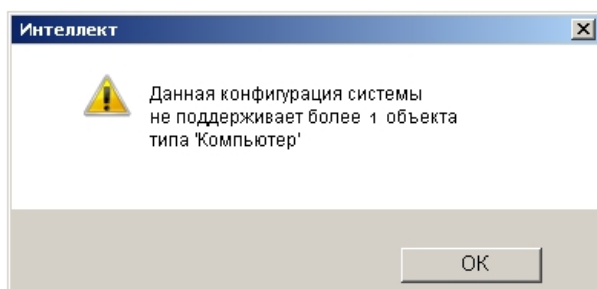 Интеллект
Данная конфигурация системы
не поддерживает более 1 объекта
типа 'Компьютер'
OK